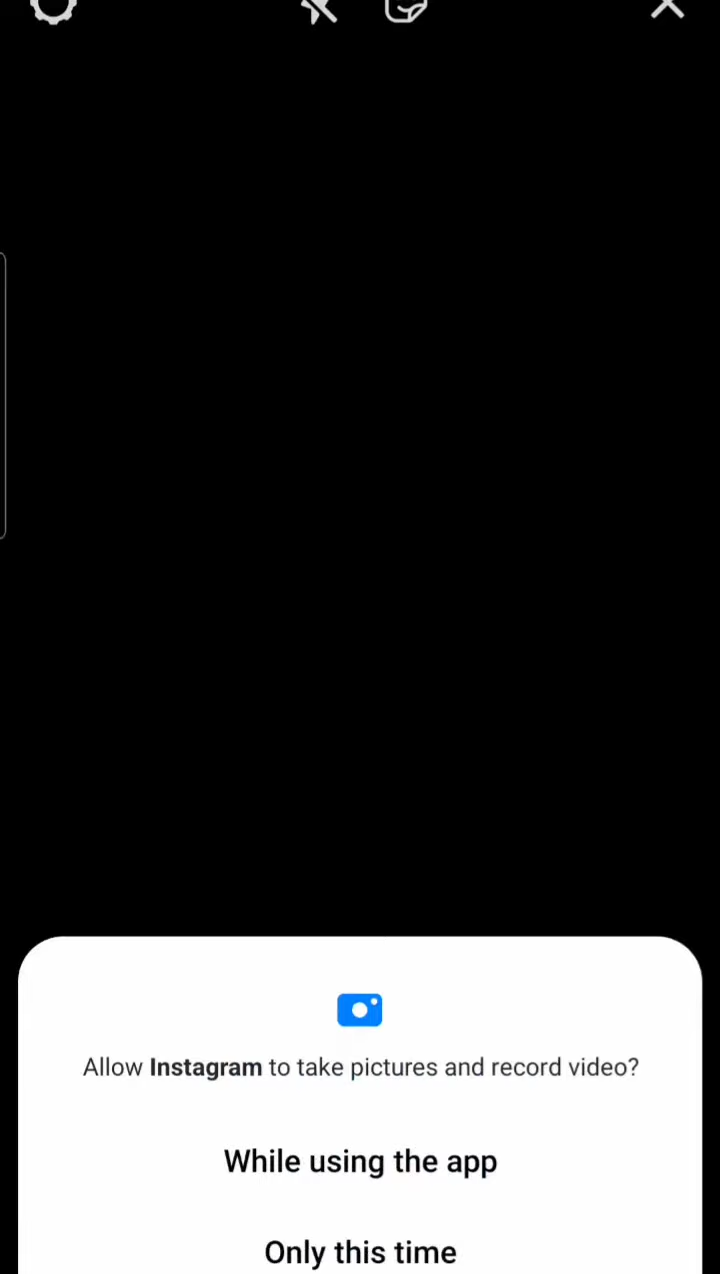 Allow Instagram to take pictures and record video?
While using the app
Only this time